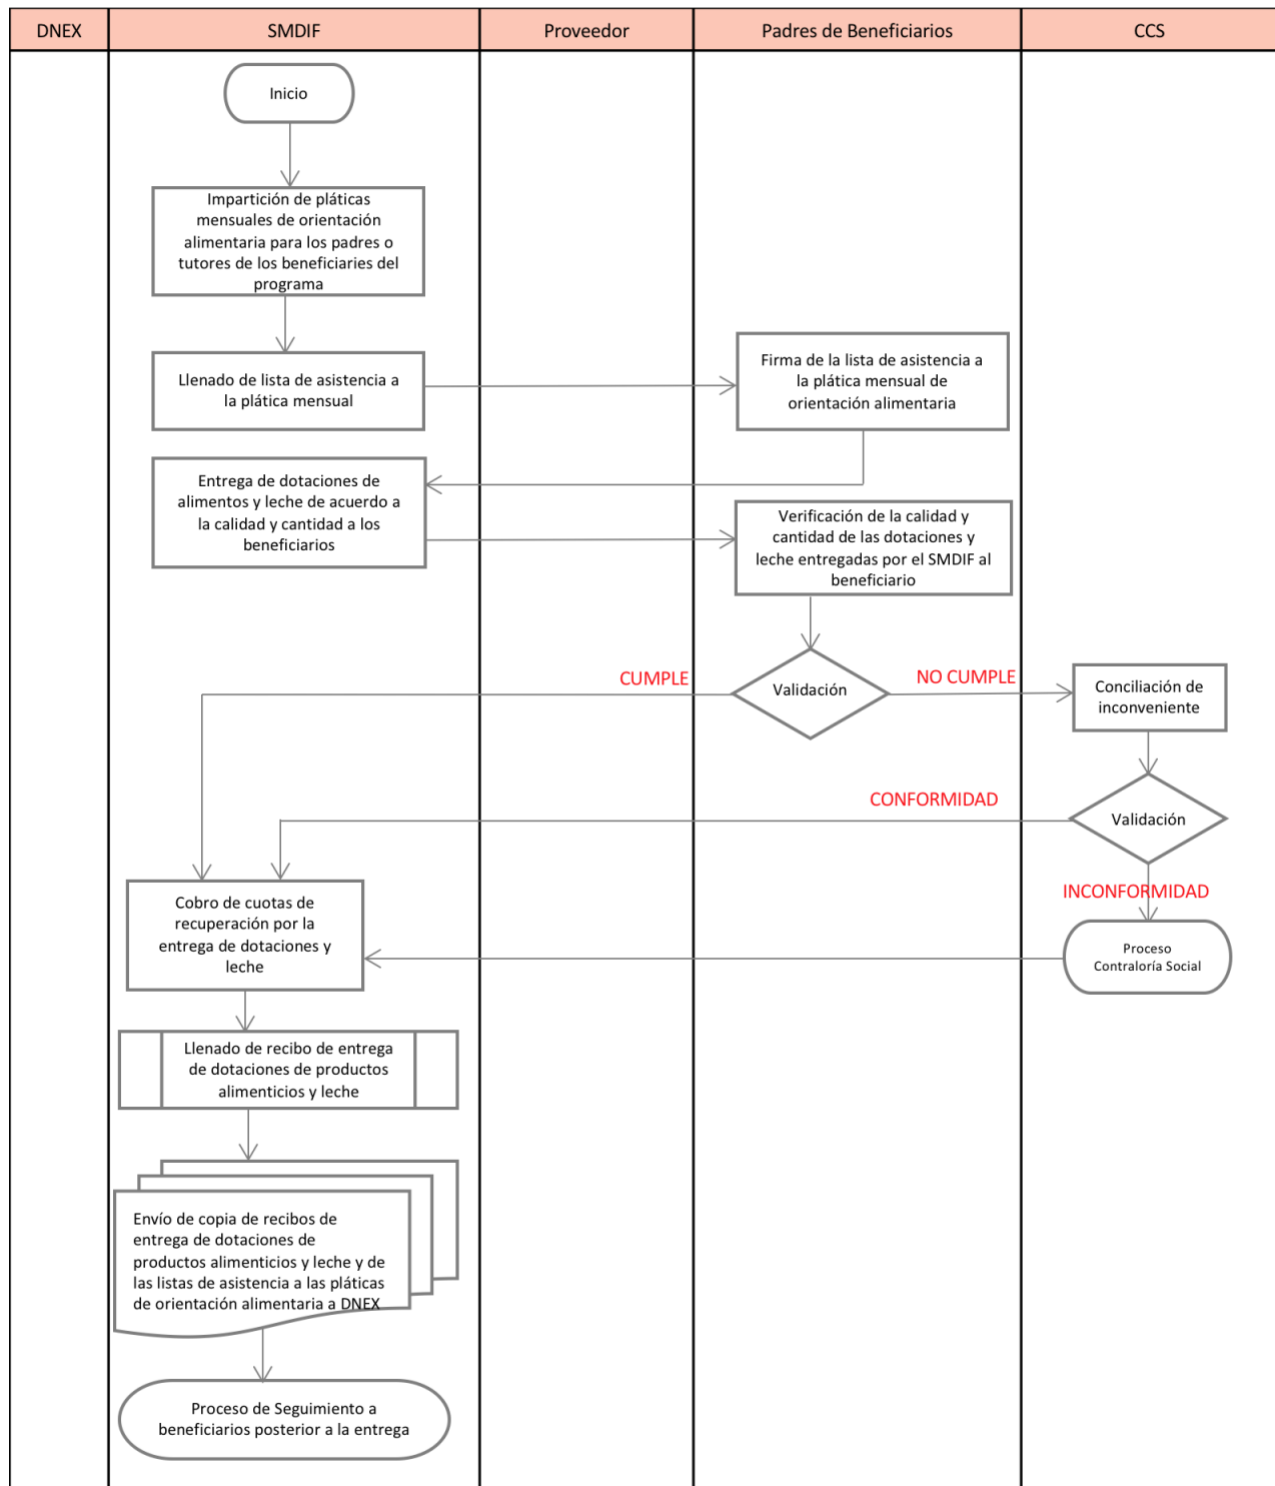 DNEX
SMDIF
Proveedor
Padres de Beneficiarios
CCS
Inicio
Impartición de pláticas
mensuales de orientación
alimentaria para los padres o
tutores de los beneficiaries del
programa
Llenado de lista de asistencia a
la plática mensual
Firma de la lista de asistencia a
la plática mensual de
orientación alimentaria
Entrega de dotaciones de
alimentos y leche de acuerdo a
la calidad y cantidad a los
beneficiarios
Verificación de la calidad y
cantidad de las dotaciones y
leche entregadas por el SMDIF al
beneficiario
Validación
CUMPLE
NO CUMPLE
Conciliación de
inconveniente
CONFORMIDAD
Validación
INCONFORMIDAD
Proceso
Contraloría Social
Cobro de cuotas de
recuperación por la
entrega de dotaciones y
leche
Llenado de recibo de entrega
de dotaciones de productos
alimenticios y leche
Envío de copia de recibos de
entrega de dotaciones de
productos alimenticios y leche y de
las listas de asistencia a las pláticas
de orientación alimentaria a DNEX
Proceso de Seguimiento a
beneficiarios posterior a la entrega